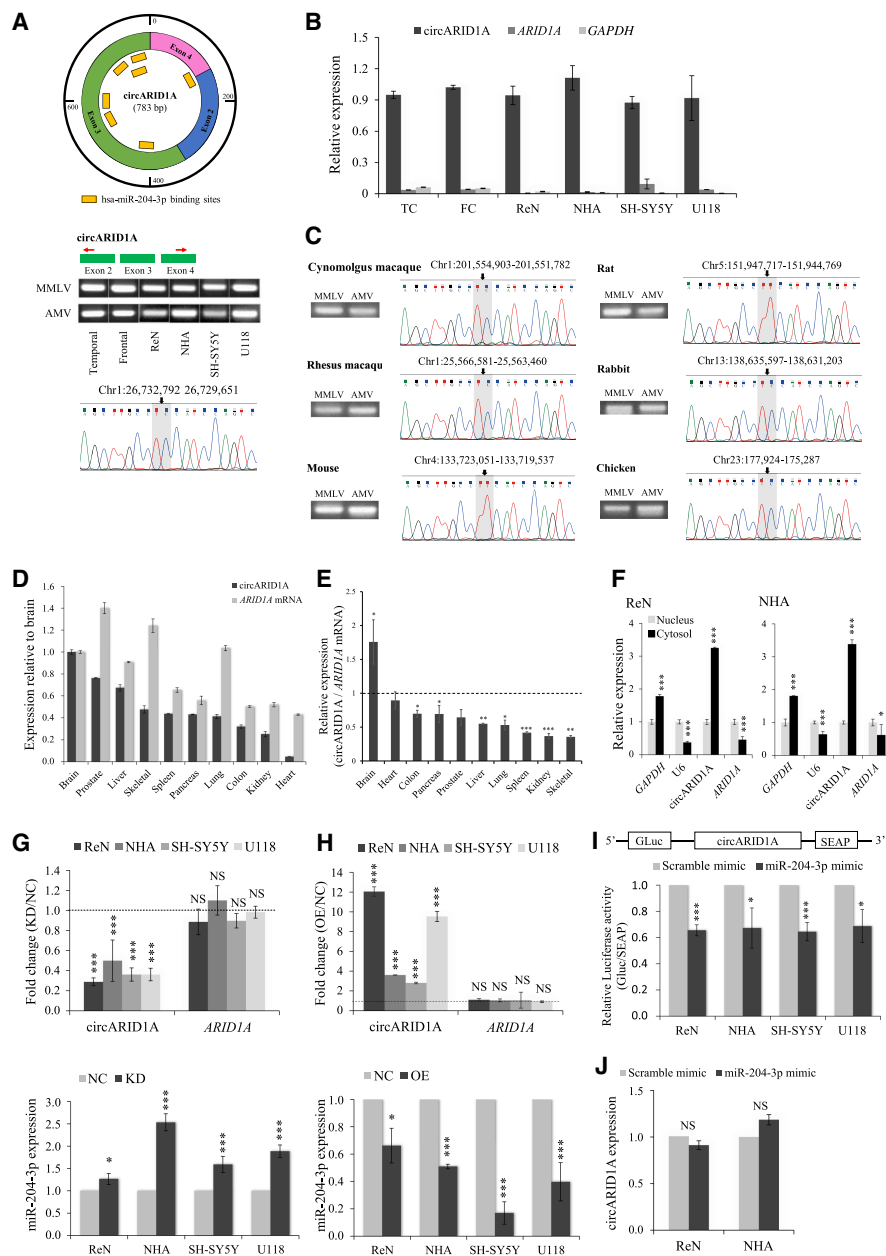 A
0
200
400
600
Exon 4
Exon 2
Exon 3
circARID1A
(783 bp)
hsa-miR-204-3p binding sites
circARID1A
Exon 2 Exon 3 Exon 4
MMLV
AMV
Temporal Frontal ReN NHA SH-SY5Y U118
Chr1:26,732,792 26,729,651
B
circARID1A ARID1A GAPDH
Relative expression
1.5
1.2
0.9
0.6
0.3
0
TC FC ReN NHA SH-SY5Y U118
C
Cynomolgus macaque
Chr1:201,554,903-201,551,782
MMLV AMV
Rat
Chr5:151,947,717-151,944,769
MMLV AMV
Rhesus macaqu
Chr1:25,566,581-25,563,460
MMLV AMV
Rabbit
Chr13:138,635,597-138,631,203
MMLV AMV
Mouse
Chr4:133,723,051-133,719,537
MMLV AMV
Chicken
Chr23:177,924-175,287
MMLV AMV
D
circARID1A
ARID1A mRNA
Expression relative to brain
1.6
1.4
1.2
1.0
0.8
0.6
0.4
0.2
0.0
Brain Prostate Liver Skeletal Spleen Pancreas Lung Colon Kidney Heart
E
Relative expression
(circARID1A / ARID1A mRNA)
2.5
2
1.5
1
0.5
0
* * * ** * *** *** **
Brain Heart Colon Pancreas Prostate Liver Lung Spleen Kidney Skeletal
F
ReN
Nucleus
Cytosol
Relative expression
4
3
2
1
0
*** *** *** ***
GAPDH U6 circARID1A ARID1A
NHA
4
3
2
1
0
*** *** *** *
GAPDH U6 circARID1A ARID1A
G
ReN NHA SH-SY5Y U118
Fold change (KD/NC)
1.4
1.2
1.0
0.8
0.6
0.4
0.2
0.0
*** *** *** ***
NS NS NS NS
circARID1A ARID1A
NC KD
miR-204-3p expression
3.0
2.5
2.0
1.5
1.0
0.5
0.0
* *** *** ***
ReN NHA SH-SY5Y U118
H
ReN NHA SH-SY5Y U118
Fold change (OE/NC)
14
12
10
8
6
4
2
0
*** *** *** ***
NS NS NS NS
circARID1A ARID1A
NC OE
miR-204-3p expression
1.0
0.8
0.6
0.4
0.2
0.0
* *** *** ***
ReN NHA SH-SY5Y U118
I
5’ GLuc circARID1A SEAP 3’
Scramble mimic miR-204-3p mimic
Relative Luciferase activity
(Gluc/SEAP)
1.0
0.8
0.6
0.4
0.2
0.0
*** * *** *
ReN NHA SH-SY5Y U118
J
Scramble mimic miR-204-3p mimic
circARID1A expression
2.0
1.5
1.0
0.5
0.0
NS NS
ReN NHA